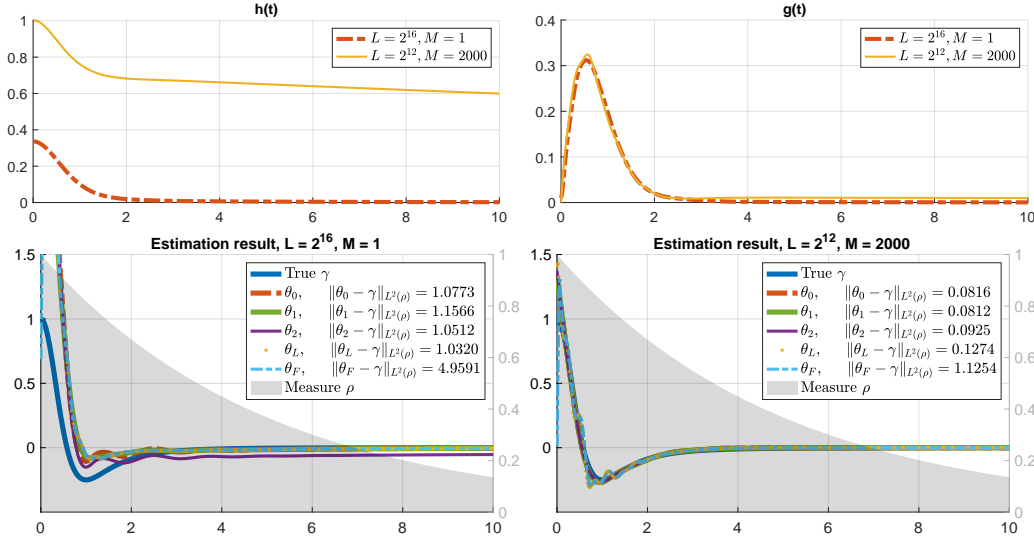 h(t)
1
0.8
0.6
0.4
0.2
0
0 2 4 6 8 10
L = 2^{16}, M = 1
L = 2^{12}, M = 2000
g(t)
0.4
0.3
0.2
0.1
0
0 2 4 6 8 10
L = 2^{16}, M = 1
L = 2^{12}, M = 2000
Estimation result, L = 2^{16}, M = 1
1.5
1
0.5
0
-0.5
0 2 4 6 8 10
1
0.8
0.6
0.4
0.2
0
True γ
θ_0, ‖θ_0 − γ‖_{L^2(ρ)} = 1.0773
θ_1, ‖θ_1 − γ‖_{L^2(ρ)} = 1.1566
θ_2, ‖θ_2 − γ‖_{L^2(ρ)} = 1.0512
θ_L, ‖θ_L − γ‖_{L^2(ρ)} = 1.0320
θ_F, ‖θ_F − γ‖_{L^2(ρ)} = 4.9591
Measure ρ
Estimation result, L = 2^{12}, M = 2000
1.5
1
0.5
0
-0.5
0 2 4 6 8 10
1
0.8
0.6
0.4
0.2
0
True γ
θ_0, ‖θ_0 − γ‖_{L^2(ρ)} = 0.0816
θ_1, ‖θ_1 − γ‖_{L^2(ρ)} = 0.0812
θ_2, ‖θ_2 − γ‖_{L^2(ρ)} = 0.0925
θ_L, ‖θ_L − γ‖_{L^2(ρ)} = 0.1274
θ_F, ‖θ_F − γ‖_{L^2(ρ)} = 1.1254
Measure ρ